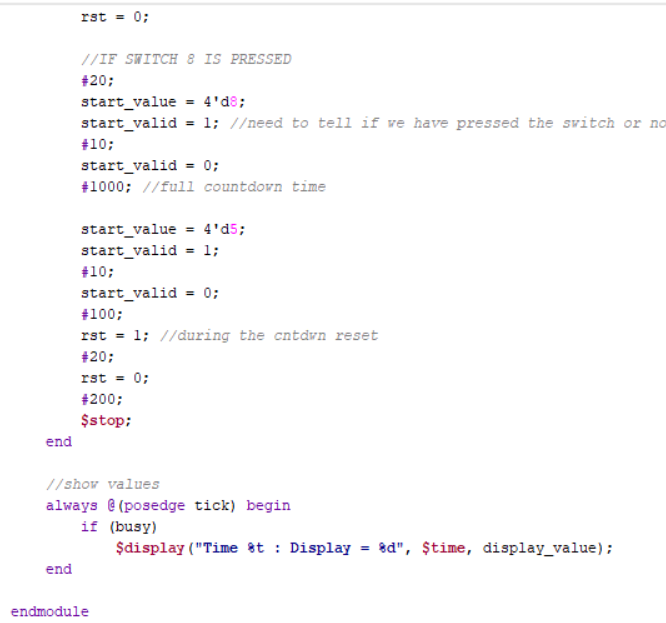 rst = 0;
//IF SWITCH 8 IS PRESSED
#20;
start_value = 4'd8;
start_valid = 1; //need to tell if we have pressed the switch or no
#10;
start_valid = 0;
#1000; //full countdown time
start_value = 4'd5;
start_valid = 1;
#10;
start_valid = 0;
#100;
rst = 1; //during the cntdwn reset
#20;
rst = 0;
#200;
$stop;
end
//show values
always @(posedge tick) begin
if (busy)
$display("Time %t : Display = %d", $time, display_value);
end
endmodule